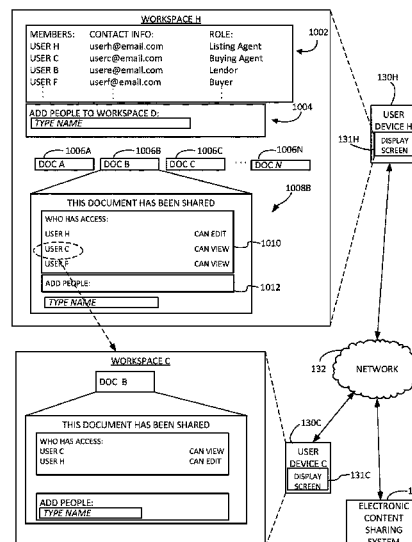 WORKSPACE H
MEMBERS: CONTACT INFO: ROLE:
USER H userh@email.com Listing Agent
USER C userc@email.com Buying Agent
USER B usere@email.com Lendor
USER F userf@email.com Buyer
1002
ADD PEOPLE TO WORKSPACE D:
TYPE NAME
1004
1006A 1006B 1006C 1006N
DOC A DOC B DOC C ... DOC N
1008B
THIS DOCUMENT HAS BEEN SHARED
WHO HAS ACCESS:
USER H CAN EDIT
USER C CAN VIEW
USER F CAN VIEW
1010
ADD PEOPLE:
1012
TYPE NAME
130H
USER
DEVICE H
131H
DISPLAY
SCREEN
132
NETWORK
WORKSPACE C
DOC B
THIS DOCUMENT HAS BEEN SHARED
WHO HAS ACCESS:
USER C CAN VIEW
USER H CAN EDIT
ADD PEOPLE:
TYPE NAME
130C
USER
DEVICE C
DISPLAY
SCREEN
131C
ELECTRONIC
CONTENT
SHARING
SYSTEM